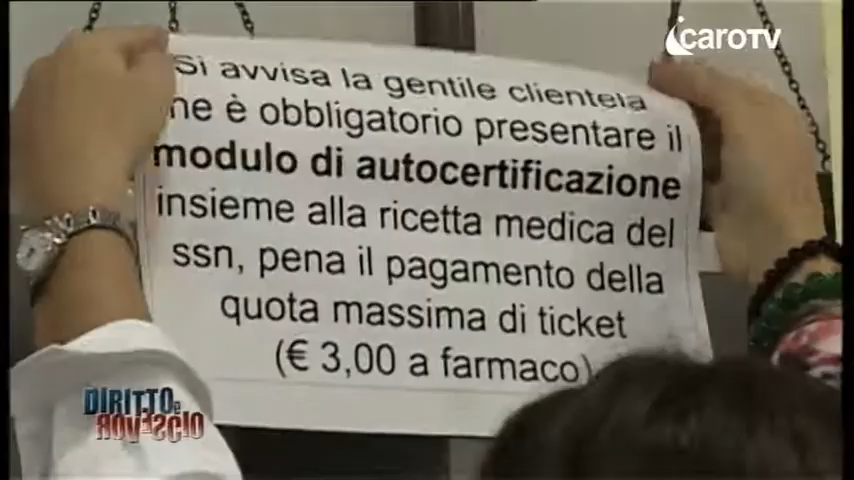 icaroTV
Si avvisa la gentile clientela
he è obbligatorio presentare il
modulo di autocertificazione
insieme alla ricetta medica del
ssn, pena il pagamento della
quota massima di ticket
(€ 3,00 a farmaco)
DIRITTO e
ROVESCIO